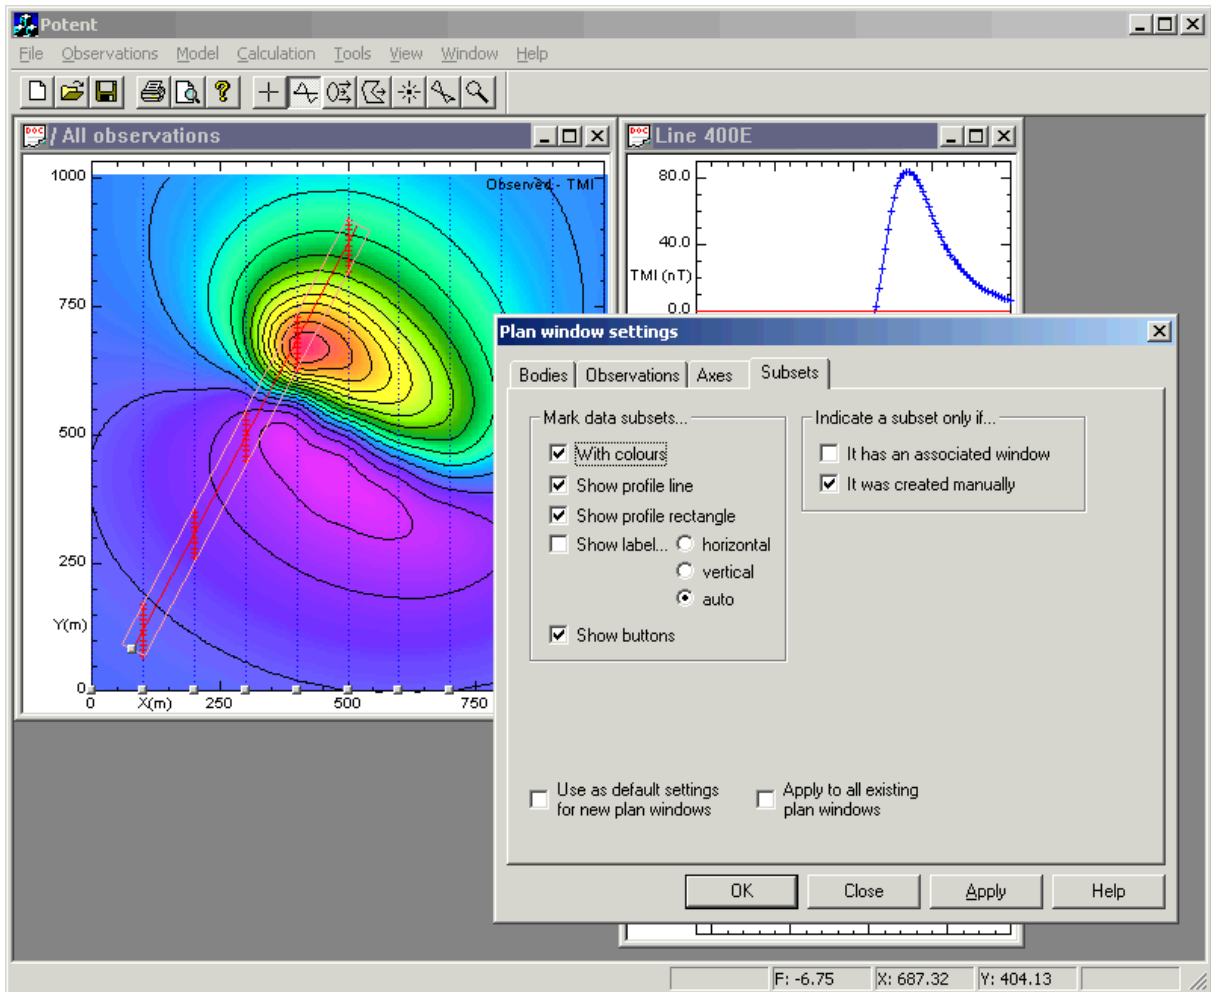 Potent
File Observations Model Calculation Tools View Window Help
/ All observations
Line 400E
Observed - TMI
1000
750
500
250
Y(m)
0
0 X(m) 250 500 750
80.0
40.0
TMI (nT)
0.0
Plan window settings
Bodies Observations Axes Subsets
Mark data subsets...
With colours
Show profile line
Show profile rectangle
Show label... horizontal
vertical
auto
Show buttons
Indicate a subset only if...
It has an associated window
It was created manually
Use as default settings
for new plan windows
Apply to all existing
plan windows
OK Close Apply Help
F: -6.75 X: 687.32 Y: 404.13